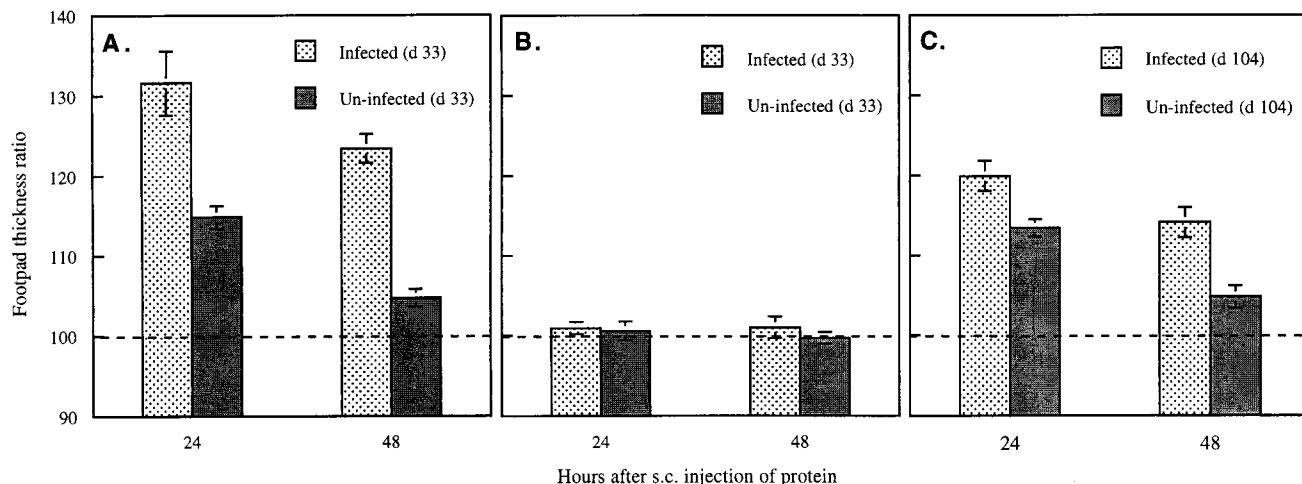 140
130
120
110
100
90
Footpad thickness ratio
A.
Infected (d 33)
Un-infected (d 33)
24
48
B.
Infected (d 33)
Un-infected (d 33)
24
48
C.
Infected (d 104)
Un-infected (d 104)
24
48
Hours after s.c. injection of protein